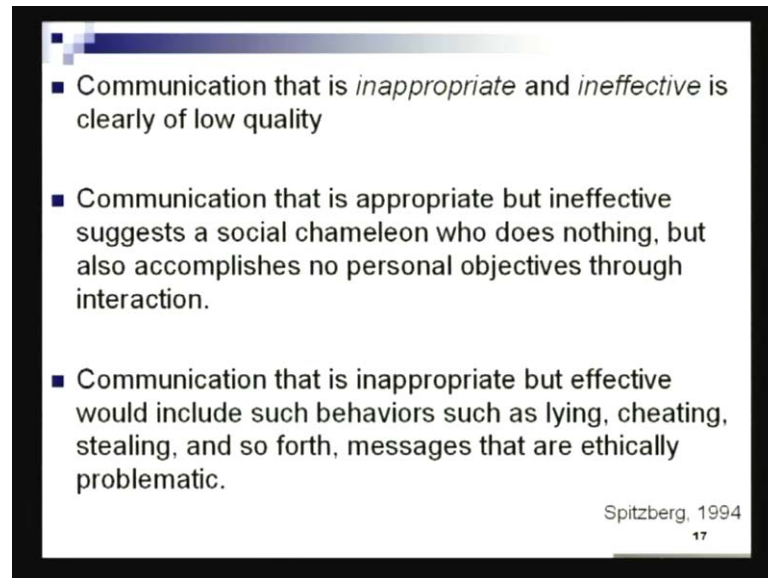 Communication that is inappropriate and ineffective is
clearly of low quality
Communication that is appropriate but ineffective
suggests a social chameleon who does nothing, but
also accomplishes no personal objectives through
interaction.
Communication that is inappropriate but effective
would include such behaviors such as lying, cheating,
stealing, and so forth, messages that are ethically
problematic.
Spitzberg, 1994
17